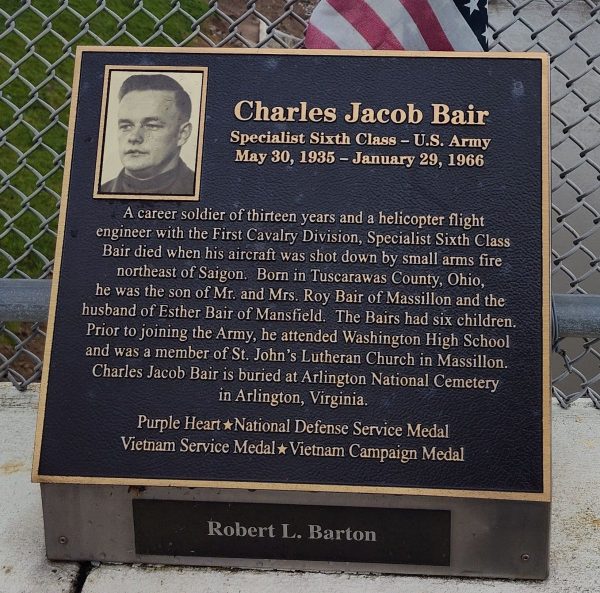 Charles Jacob Bair
Specialist Sixth Class – U.S. Army
May 30, 1935 – January 29, 1966
A career soldier of thirteen years and a helicopter flight
engineer with the First Cavalry Division, Specialist Sixth Class
Bair died when his aircraft was shot down by small arms fire
northeast of Saigon. Born in Tuscarawas County, Ohio,
he was the son of Mr. and Mrs. Roy Bair of Massillon and the
husband of Esther Bair of Mansfield. The Bairs had six children.
Prior to joining the Army, he attended Washington High School
and was a member of St. John's Lutheran Church in Massillon.
Charles Jacob Bair is buried at Arlington National Cemetery
in Arlington, Virginia.
Purple Heart★National Defense Service Medal
Vietnam Service Medal★Vietnam Campaign Medal
Robert L. Barton